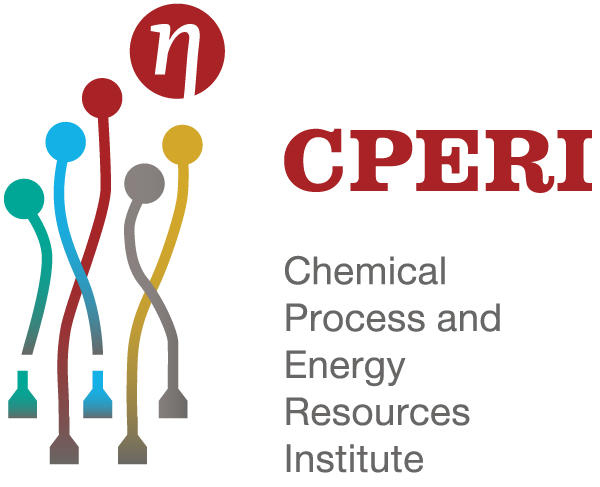 η
CPERI
Chemical
Process and
Energy
Resources
Institute